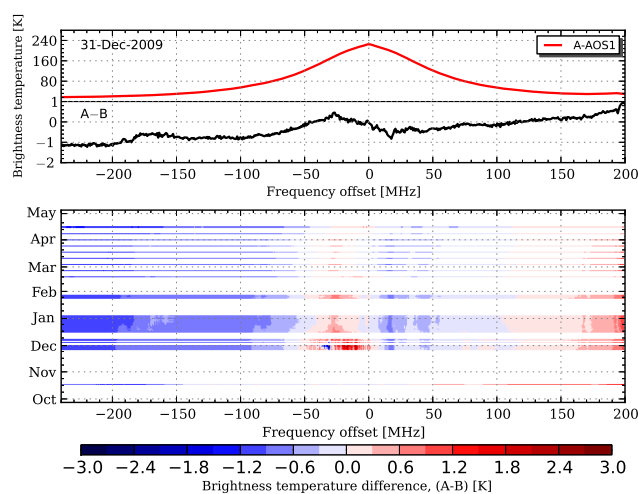 Brightness temperature [K]
31-Dec-2009
A-AOS1
240
160
80
1
A−B
0
−1
−2
−200 −150 −100 −50 0 50 100 150 200
Frequency offset [MHz]
May
Apr
Mar
Feb
Jan
Dec
Nov
Oct
−200 −150 −100 −50 0 50 100 150 200
Frequency offset [MHz]
−3.0 −2.4 −1.8 −1.2 −0.6 0.0 0.6 1.2 1.8 2.4 3.0
Brightness temperature difference, (A-B) [K]